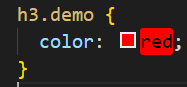 h3.demo {
color: red;
}